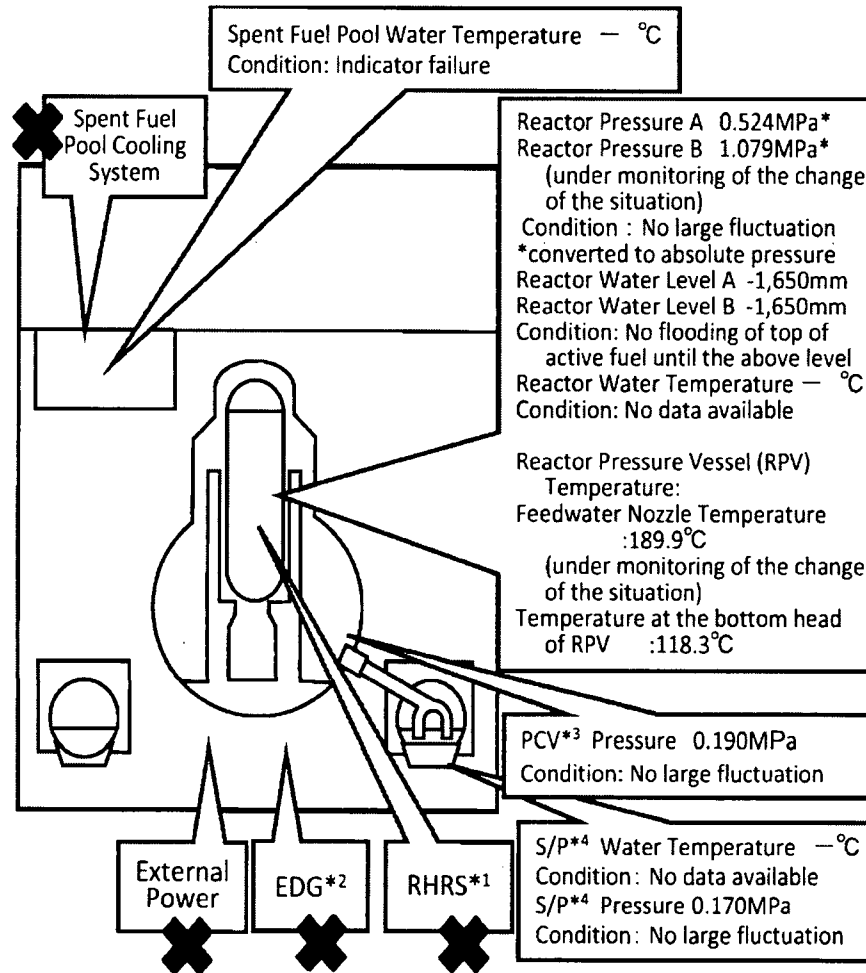 Spent Fuel Pool Water Temperature — ℃
Condition: Indicator failure
Spent Fuel
Pool Cooling
System
Reactor Pressure A 0.524MPa*
Reactor Pressure B 1.079MPa*
(under monitoring of the change
of the situation)
Condition : No large fluctuation
*converted to absolute pressure
Reactor Water Level A -1,650mm
Reactor Water Level B -1,650mm
Condition: No flooding of top of
active fuel until the above level
Reactor Water Temperature — ℃
Condition: No data available
Reactor Pressure Vessel (RPV)
Temperature:
Feedwater Nozzle Temperature
:189.9℃
(under monitoring of the change
of the situation)
Temperature at the bottom head
of RPV :118.3℃
PCV*3 Pressure 0.190MPa
Condition: No large fluctuation
S/P*4 Water Temperature —℃
Condition: No data available
S/P*4 Pressure 0.170MPa
Condition: No large fluctuation
External
Power
EDG*2
RHRS*1